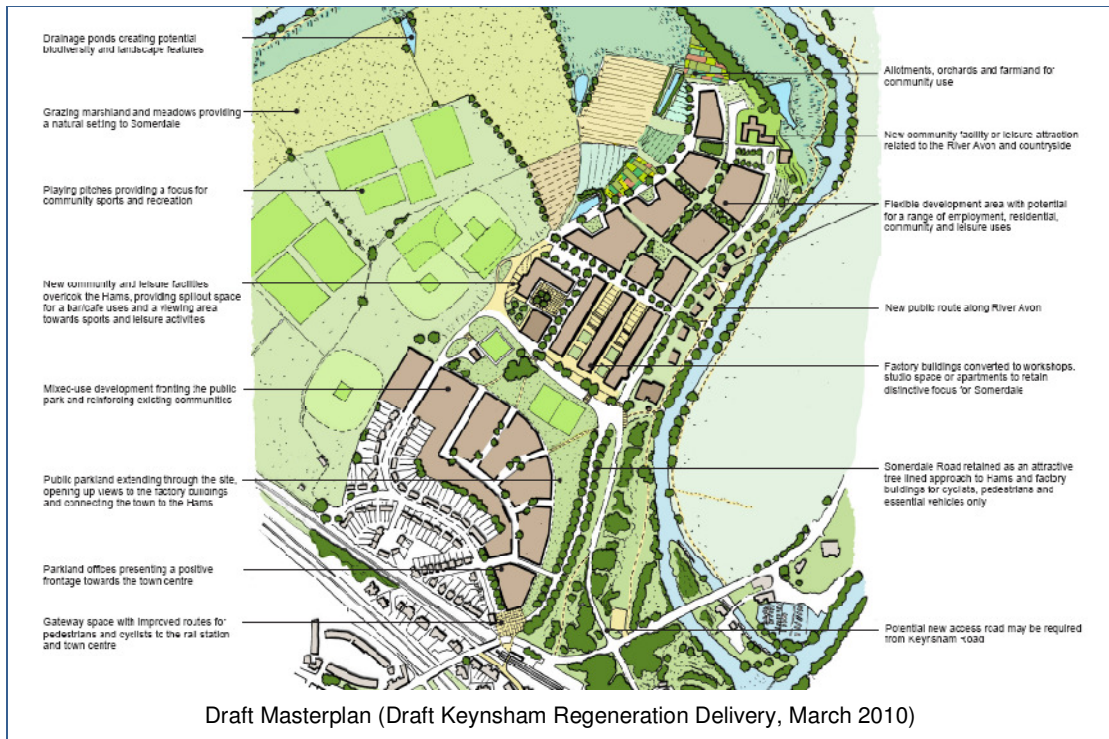 Drainage ponds creating potential
biodiversity and landscape features
Grazing marshland and meadows providing
a natural setting to Somerdale
Playing pitches providing a focus for
community sports and recreation
New community and leisure facilities
overlook the Hams, providing spillout space
for a bar/cafe uses and a viewing area
towards sports and leisure activities
Mixed-use development fronting the public
park and reinforcing existing communities
Public parkland extending through the site,
opening up views to the factory buildings
and connecting the town to the Hams
Parkland offices presenting a positive
frontage towards the town centre
Gateway space with improved routes for
pedestrians and cyclists to the rail station
and town centre
Allotments, orchards and farmland for
community use
New community facility or leisure attraction
related to the River Avon and countryside
Flexible development area with potential
for a range of employment, residential,
community and leisure uses
New public route along River Avon
Factory buildings converted to workshops,
studio space or apartments to retain
distinctive focus for Somerdale
Somerdale Road retained as an attractive
tree lined approach to Hams and factory
buildings for cyclists, pedestrians and
essential vehicles only
Potential new access road may be required
from Keynsham Road
Draft Masterplan (Draft Keynsham Regeneration Delivery, March 2010)